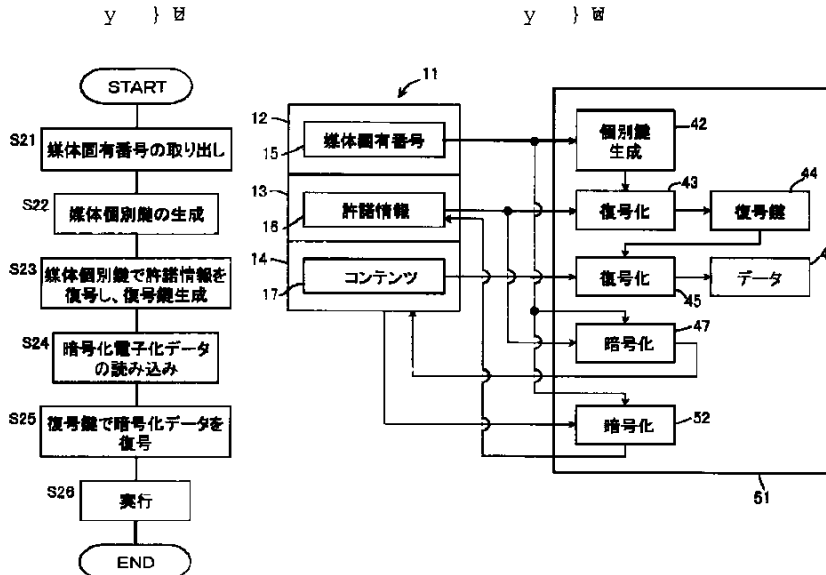 START
S21
媒体固有番号の取り出し
S22
媒体個別鍵の生成
S23
媒体個別鍵で許諾情報を
復号し、復号鍵生成
S24
暗号化電子化データ
の読み込み
S25
復号鍵で暗号化データを
復号
S26
実行
END
11
12
15
媒体固有番号
13
16
許諾情報
14
17
コンテンツ
個別鍵
生成
42
43
復号化
44
復号鍵
復号化
45
データ
47
暗号化
暗号化
52
51